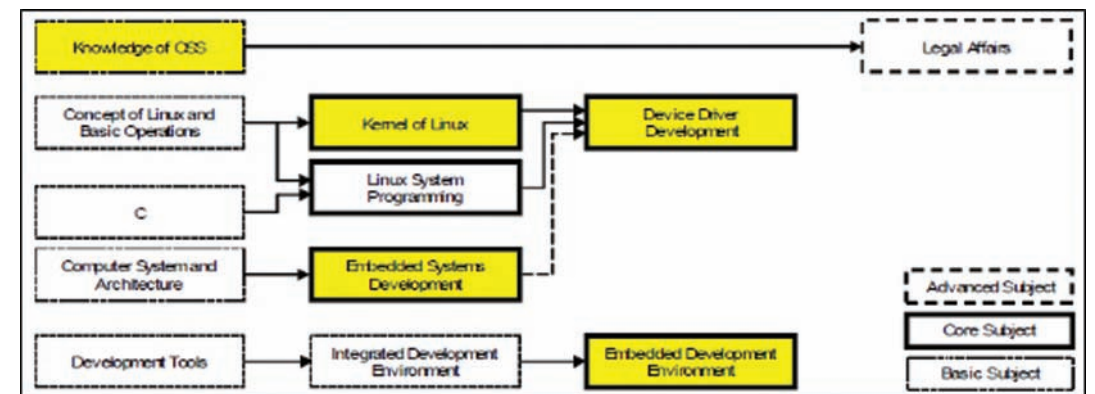 Knowledge of OSS
Legal Affairs
Concept of Linux and
Basic Operations
Kernel of Linux
Device Driver
Development
Linux System
Programming
C
Computer System and
Architecture
Embedded Systems
Development
Advanced Subject
Core Subject
Development Tools
Integrated Development
Environment
Embedded Development
Environment
Basic Subject